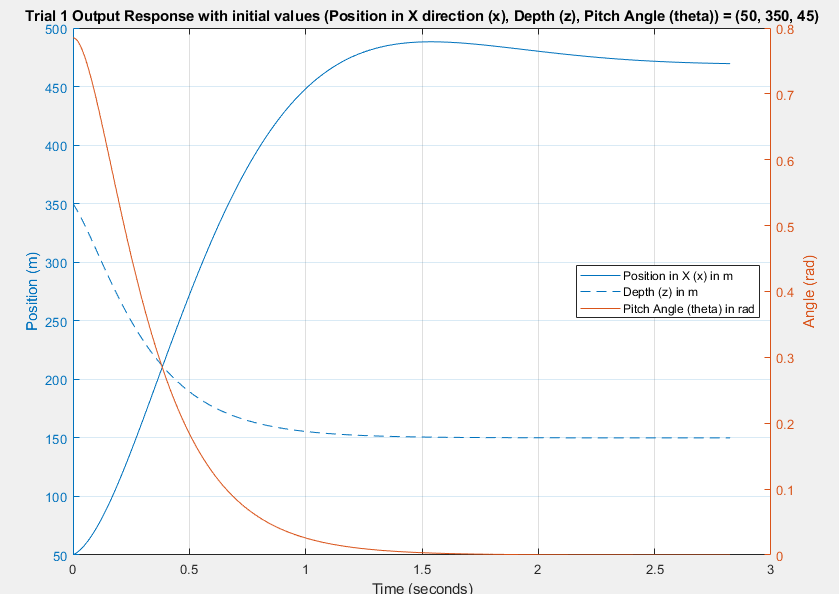 Trial 1 Output Response with initial values (Position in X direction (x), Depth (z), Pitch Angle (theta)) = (50, 350, 45)
500
450
400
350
300
250
200
150
100
50
Position (m)
0.8
0.7
0.6
0.5
0.4
0.3
0.2
0.1
0
Angle (rad)
Position in X (x) in m
Depth (z) in m
Pitch Angle (theta) in rad
0 0.5 1 1.5 2 2.5 3
Time (seconds)